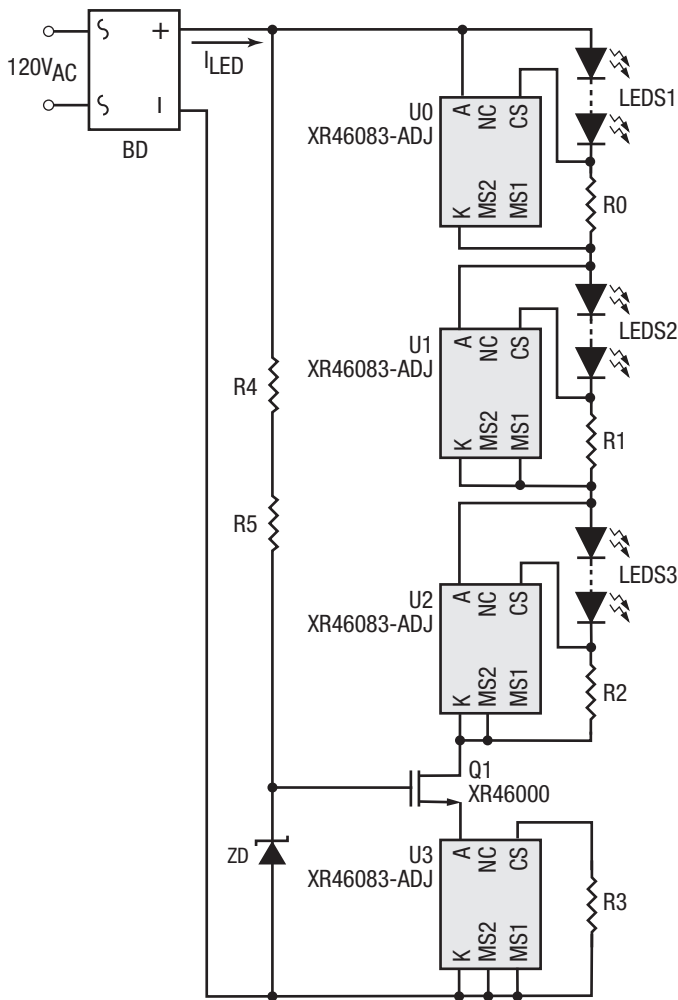 120VAC
+
–
BD
ILED
U0
XR46083-ADJ
A
NC
CS
K
MS2
MS1
LEDS1
R0
U1
XR46083-ADJ
A
NC
CS
K
MS2
MS1
LEDS2
R1
R4
R5
U2
XR46083-ADJ
A
NC
CS
K
MS2
MS1
LEDS3
R2
Q1
XR46000
ZD
U3
XR46083-ADJ
A
NC
CS
K
MS2
MS1
R3